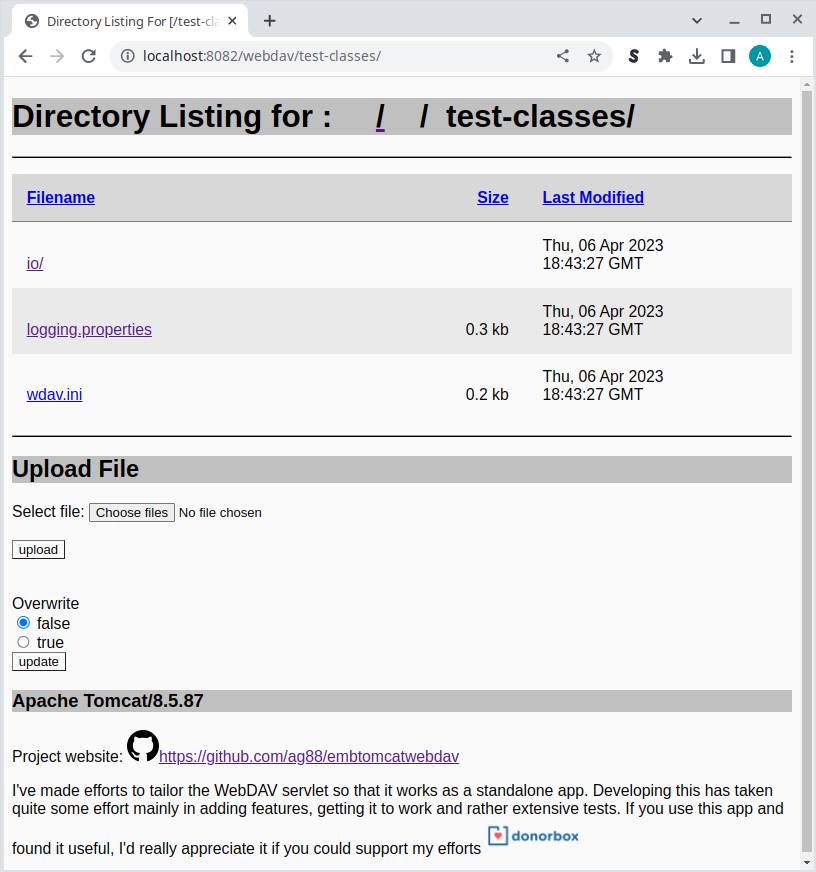 Directory Listing For [/test-cla
localhost:8082/webdav/test-classes/
S
A
Directory Listing for : / / test-classes/
Filename Size Last Modified
Thu, 06 Apr 2023
io/ 18:43:27 GMT
Thu, 06 Apr 2023
logging.properties 0.3 kb 18:43:27 GMT
Thu, 06 Apr 2023
wdav.ini 0.2 kb 18:43:27 GMT
Upload File
Select file: Choose files No file chosen
upload
Overwrite
false
true
update
Apache Tomcat/8.5.87
Project website: https://github.com/ag88/embtomcatwebdav
I've made efforts to tailor the WebDAV servlet so that it works as a standalone app. Developing this has taken
quite some effort mainly in adding features, getting it to work and rather extensive tests. If you use this app and
found it useful, I'd really appreciate it if you could support my efforts donorbox